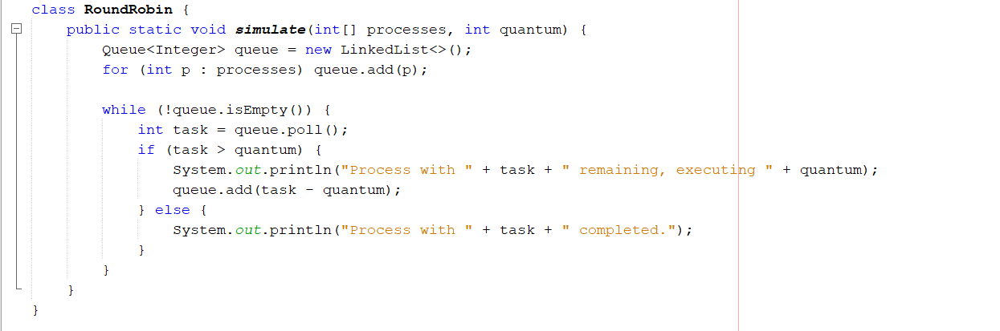 class RoundRobin {
    public static void simulate(int[] processes, int quantum) {
        Queue<Integer> queue = new LinkedList<>();
        for (int p : processes) queue.add(p);

        while (!queue.isEmpty()) {
            int task = queue.poll();
            if (task > quantum) {
                System.out.println("Process with " + task + " remaining, executing " + quantum);
                queue.add(task - quantum);
            } else {
                System.out.println("Process with " + task + " completed.");
            }
        }
    }
}